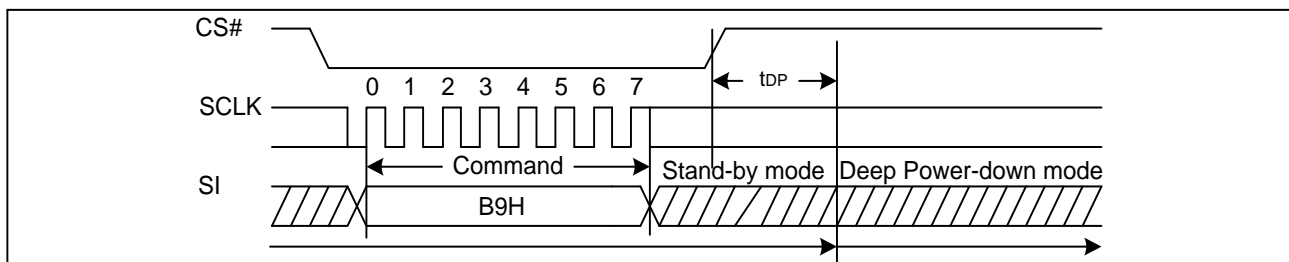 CS#
tDP
0 1 2 3 4 5 6 7
SCLK
Command
Stand-by mode Deep Power-down mode
SI
B9H